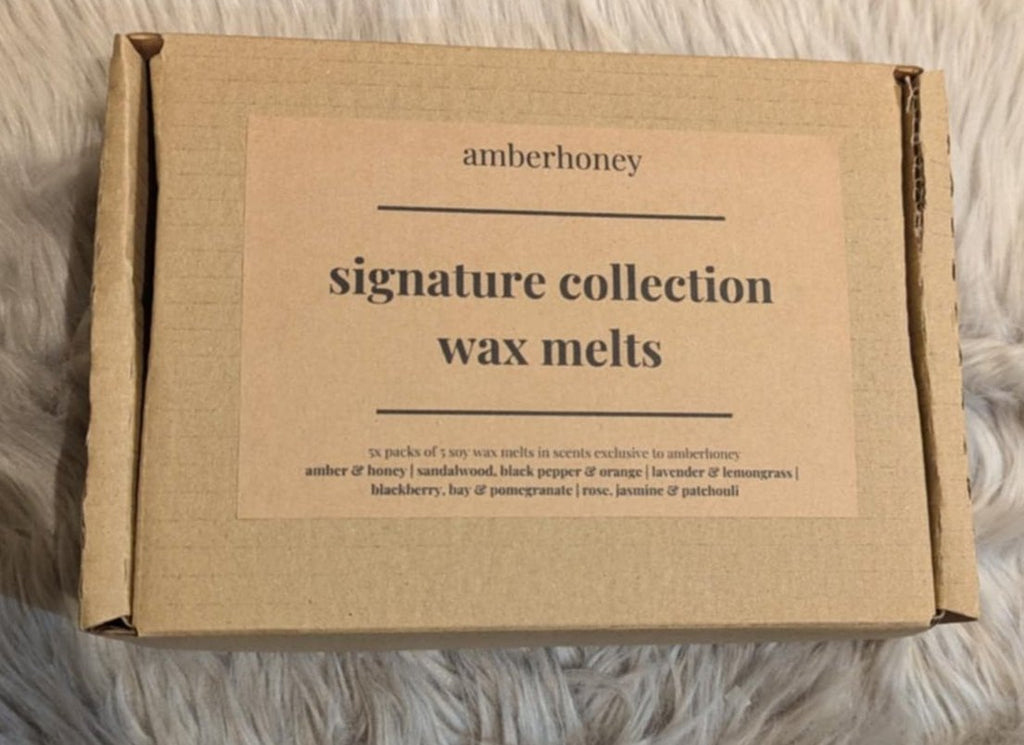 amberhoney
signature collection
wax melts
5x packs of 5 soy wax melts in scents exclusive to amberhoney
amber & honey | sandalwood, black pepper & orange | lavender & lemongrass |
blackberry, bay & pomegranate | rose, jasmine & patchouli